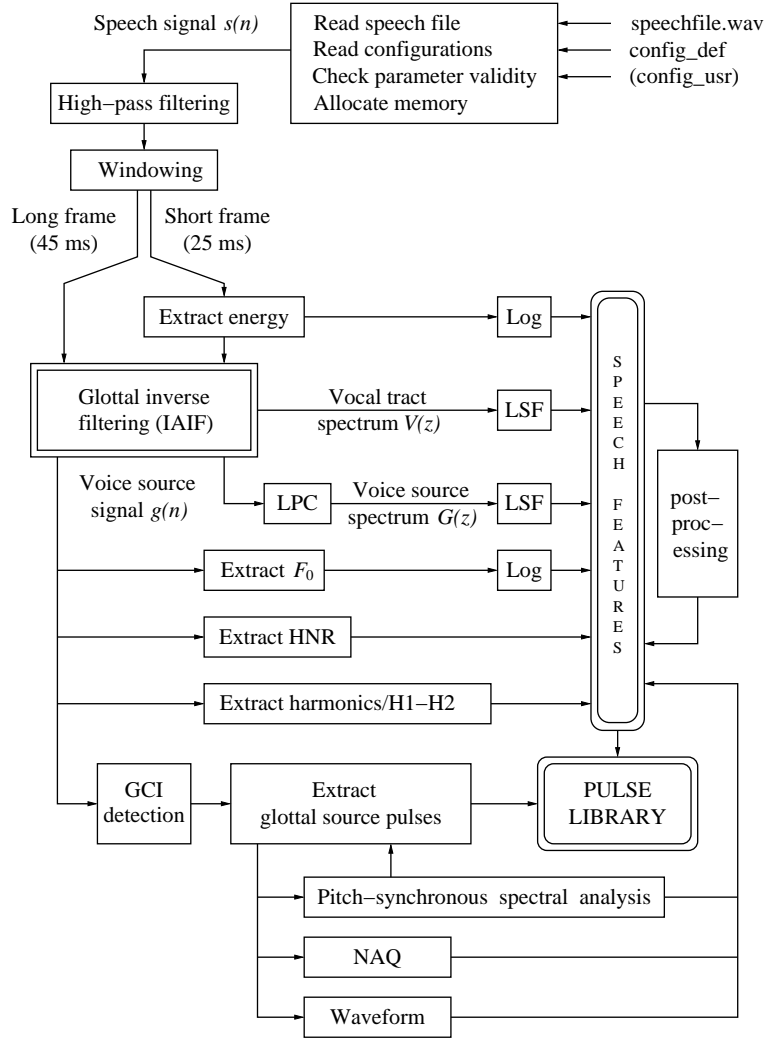 Speech signal s(n)
Read speech file
Read configurations
Check parameter validity
Allocate memory
speechfile.wav
config_def
(config_usr)
High−pass filtering
Windowing
Long frame
(45 ms)
Short frame
(25 ms)
Extract energy
Log
Glottal inverse
filtering (IAIF)
Vocal tract
spectrum V(z)
LSF
Voice source
signal g(n)
LPC
Voice source
spectrum G(z)
LSF
Extract F0
Log
Extract HNR
Extract harmonics/H1−H2
SPEECH FEATURES
post−
proc−
essing
GCI
detection
Extract
glottal source pulses
PULSE
LIBRARY
Pitch−synchronous spectral analysis
NAQ
Waveform